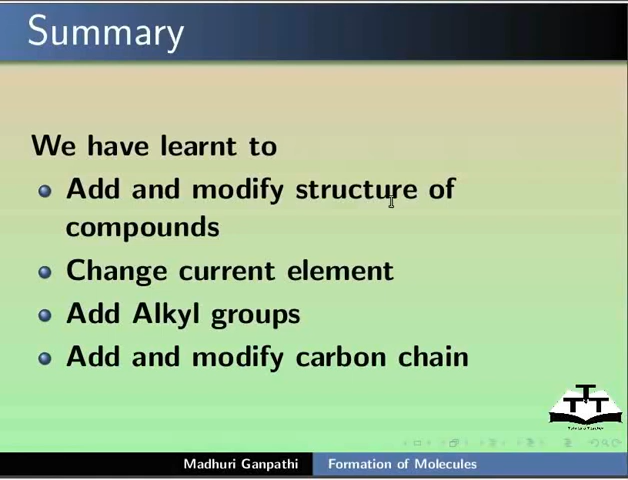 Summary
We have learnt to
Add and modify structure of
compounds
Change current element
Add Alkyl groups
Add and modify carbon chain
TTT
Madhuri Ganpathi Formation of Molecules